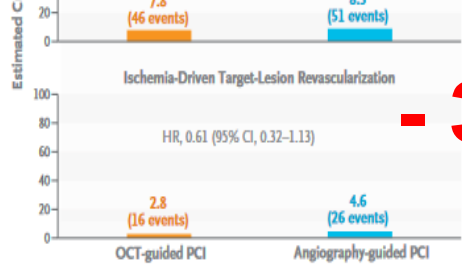 20
(46 events)
(51 events)
0
Estimated C
Ischemia-Driven Target-Lesion Revascularization
100
80
HR, 0.61 (95% CI, 0.32–1.13)
60
40
2.8
4.6
20
(16 events)
(26 events)
0
OCT-guided PCI
Angiography-guided PCI